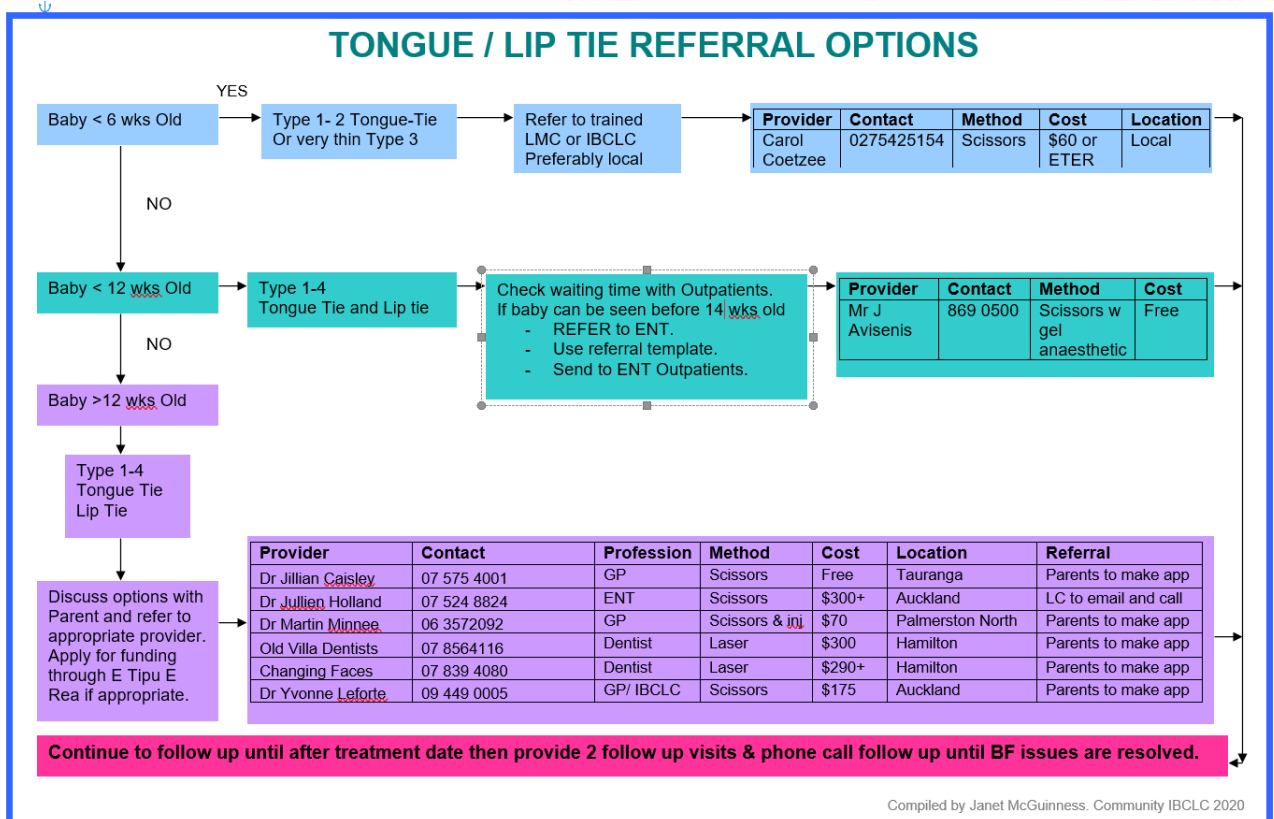 TONGUE / LIP TIE REFERRAL OPTIONS
YES
Baby < 6 wks Old
Type 1- 2 Tongue-Tie
Or very thin Type 3
Refer to trained
LMC or IBCLC
Preferably local
Provider Contact Method Cost Location
Carol 0275425154 Scissors $60 or Local
Coetzee ETER
NO
Baby < 12 wks Old
Type 1-4
Tongue Tie and Lip tie
Check waiting time with Outpatients.
If baby can be seen before 14 wks old
- REFER to ENT.
- Use referral template.
- Send to ENT Outpatients.
Provider Contact Method Cost
Mr J 869 0500 Scissors w Free
Avisenis gel
anaesthetic
NO
Baby >12 wks Old
Type 1-4
Tongue Tie
Lip Tie
Discuss options with
Parent and refer to
appropriate provider.
Apply for funding
through E Tipu E
Rea if appropriate.
Provider Contact Profession Method Cost Location Referral
Dr Jillian Caisley 07 575 4001 GP Scissors Free Tauranga Parents to make app
Dr Jullien Holland 07 524 8824 ENT Scissors $300+ Auckland LC to email and call
Dr Martin Minnee 06 3572092 GP Scissors & inj $70 Palmerston North Parents to make app
Old Villa Dentists 07 8564116 Dentist Laser $300 Hamilton Parents to make app
Changing Faces 07 839 4080 Dentist Laser $290+ Hamilton Parents to make app
Dr Yvonne Leforte 09 449 0005 GP/ IBCLC Scissors $175 Auckland Parents to make app
Continue to follow up until after treatment date then provide 2 follow up visits & phone call follow up until BF issues are resolved.
Compiled by Janet McGuinness. Community IBCLC 2020